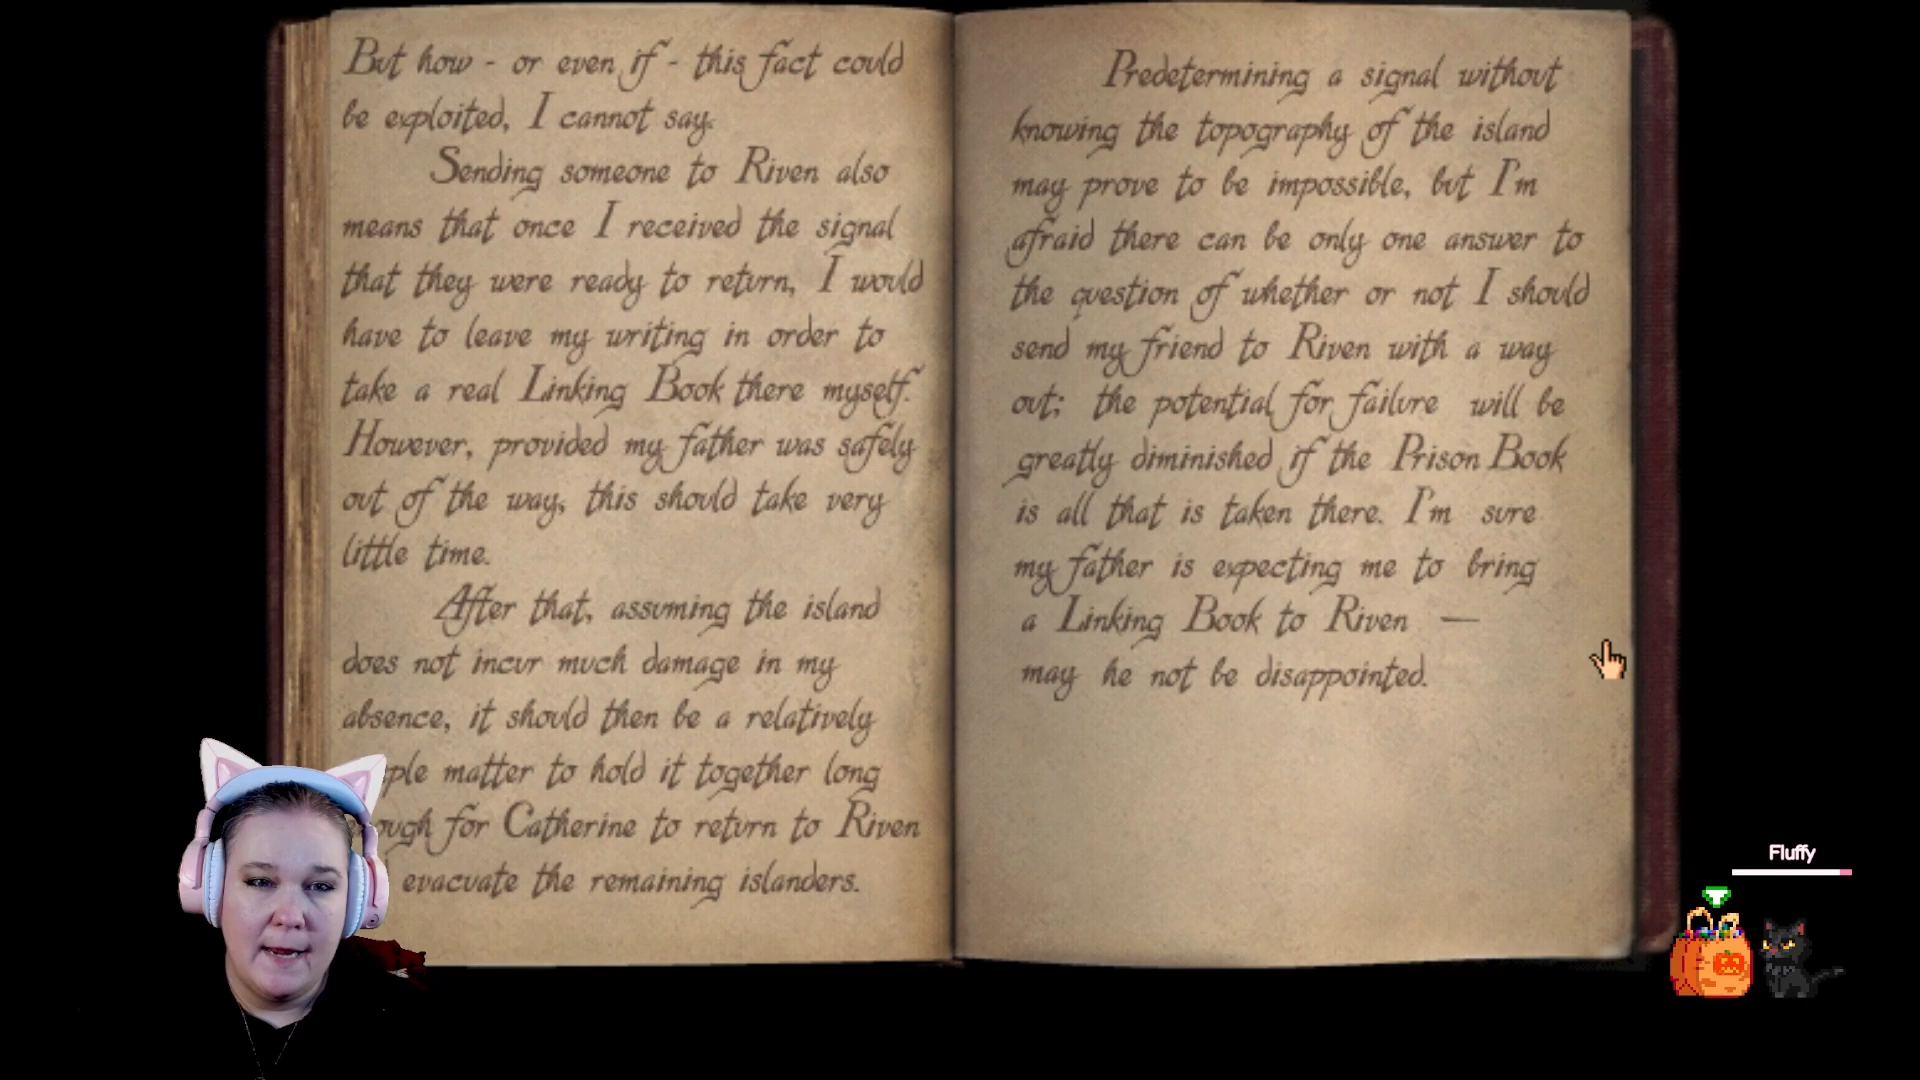 But how - or even if - this fact could
be exploited, I cannot say.
Sending someone to Riven also
means that once I received the signal
that they were ready to return, I would
have to leave my writing in order to
take a real Linking Book there myself.
However, provided my father was safely
out of the way, this should take very
little time.
After that, assuming the island
does not incur much damage in my
absence, it should then be a relatively
ple matter to hold it together long
ough for Catherine to return to Riven
evacuate the remaining islanders.
Predetermining a signal without
knowing the topography of the island
may prove to be impossible, but I'm
afraid there can be only one answer to
the question of whether or not I should
send my friend to Riven with a way
out; the potential for failure will be
greatly diminished if the Prison Book
is all that is taken there. I'm sure
my father is expecting me to bring
a Linking Book to Riven —
may he not be disappointed.
Fluffy